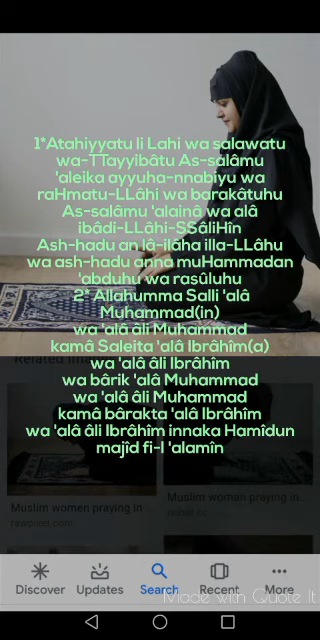 1*Atahiyyatu li Lahi wa salawatu
wa-TTayyibâtu As-salâmu
'aleika ayyuha-nnabiyu wa
raHmatu-LLâhi wa barakâtuhu
As-salâmu 'alainâ wa alâ
ibâdi-LLâhi-SSâliHîn
Ash-hadu an lâ-ilâha illa-LLâhu
wa ash-hadu anna muHammadan
'abduhu wa rasûluhu
2* Allahumma Salli 'alâ
Muhammad(in)
wa 'alâ âli Muhammad
kamâ Saleita 'alâ Ibrâhîm(a)
wa 'alâ âli Ibrâhîm
wa bârik 'alâ Muhammad
wa 'alâ âli Muhammad
kamâ bârakta 'alâ Ibrâhîm
wa 'alâ âli Ibrâhîm innaka Hamîdun
majîd fi-l 'alamîn
Related
Muslim women praying in
rawpixel.com
Muslim woman praying in...
Discover Updates Search Recent More
Made with Quote It